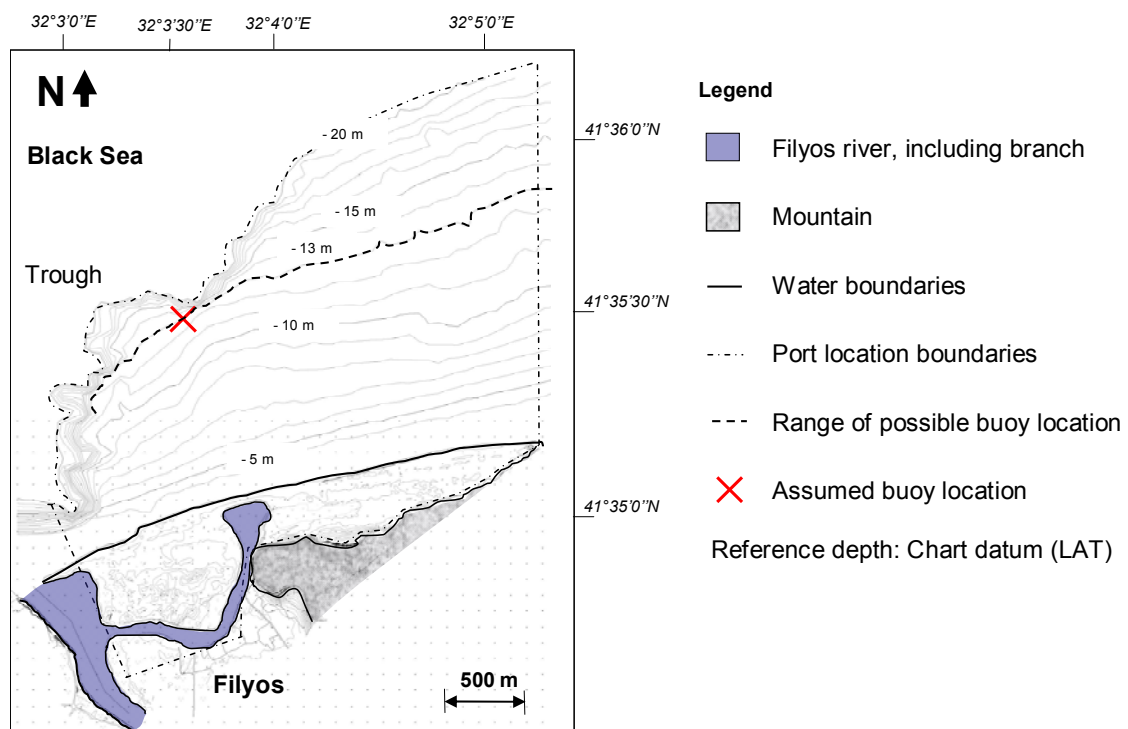 32°3'0''E
32°3'30''E
32°4'0''E
32°5'0''E
N
Black Sea
- 20 m
41°36'0''N
- 15 m
- 13 m
Trough
41°35'30''N
- 10 m
- 5 m
41°35'0''N
Filyos
500 m
Legend
Filyos river, including branch
Mountain
Water boundaries
Port location boundaries
Range of possible buoy location
Assumed buoy location
Reference depth: Chart datum (LAT)